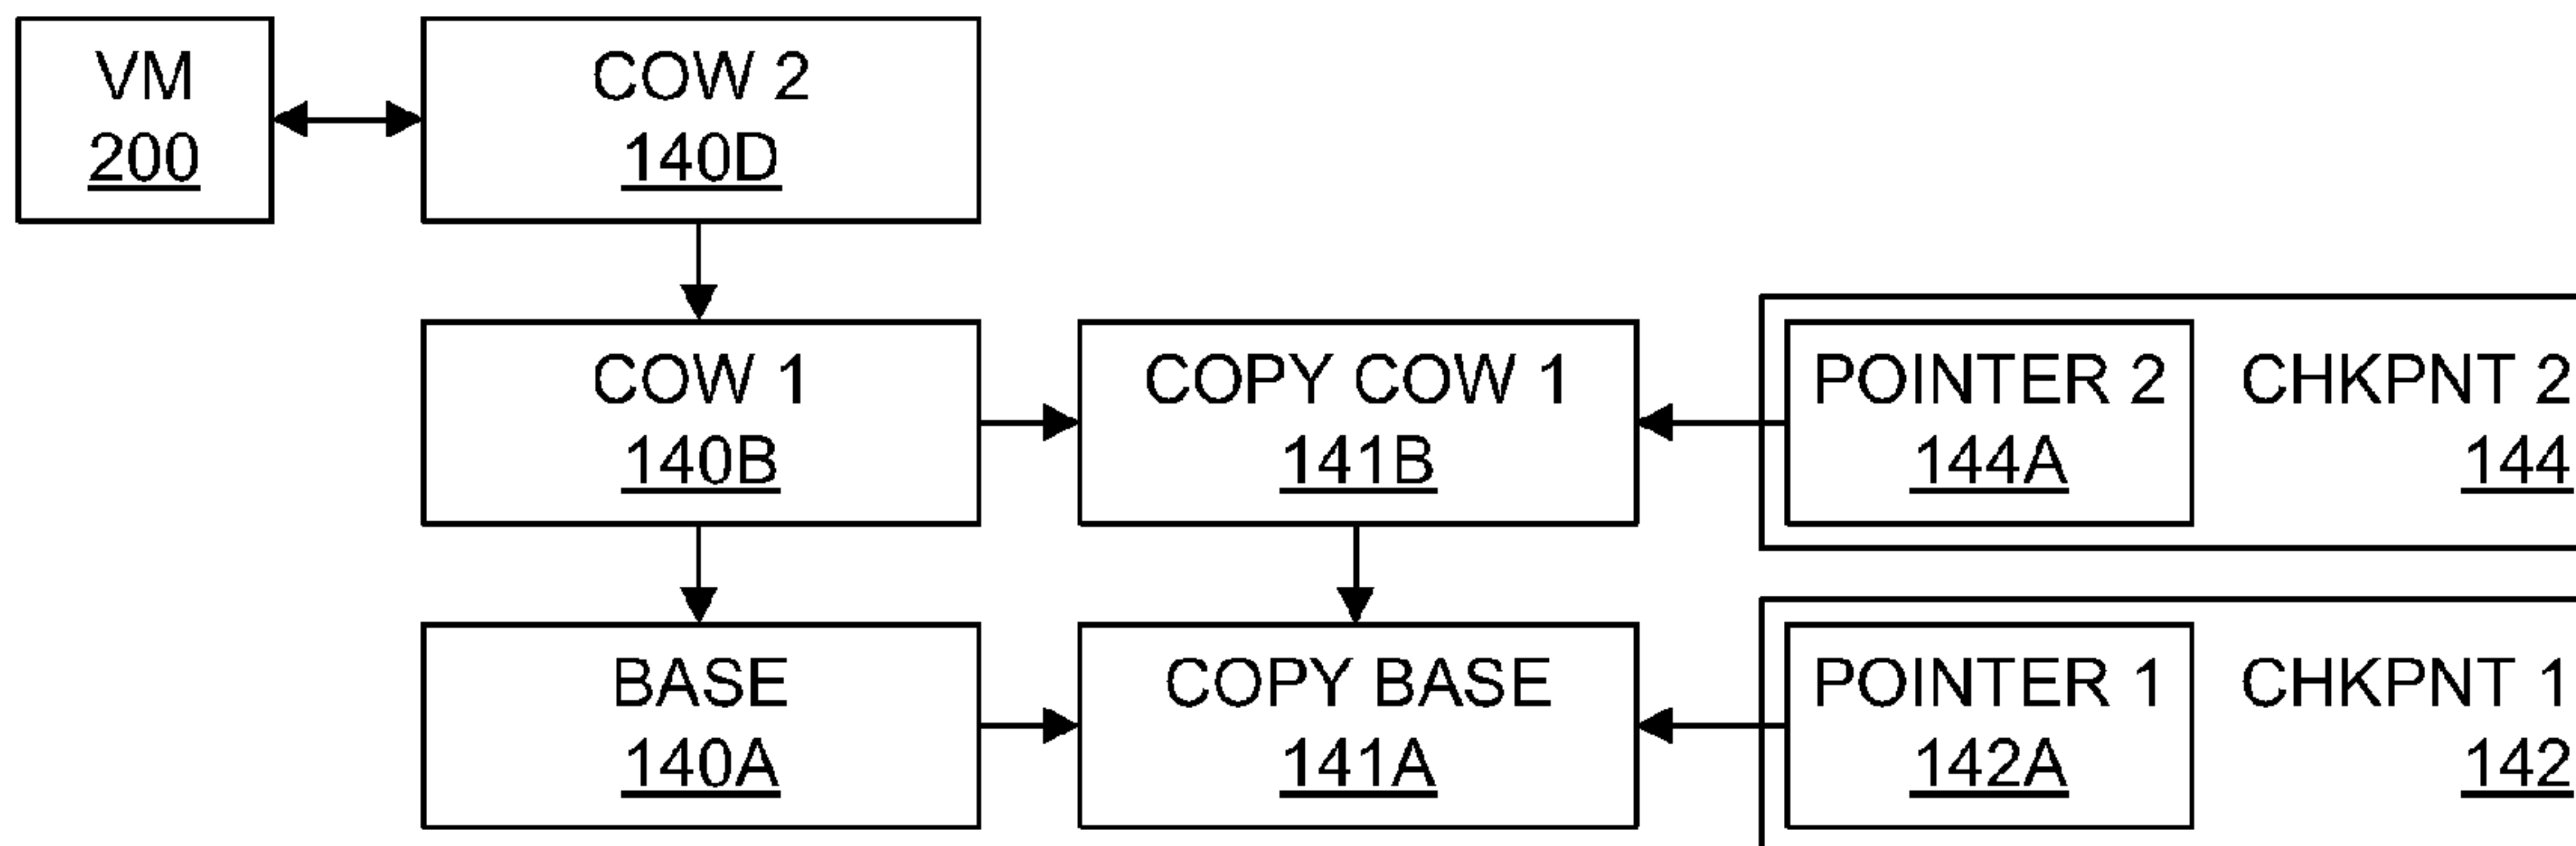 VM
200
COW 2
140D
COW 1
140B
COPY COW 1
141B
POINTER 2
144A
CHKPNT 2
144
BASE
140A
COPY BASE
141A
POINTER 1
142A
CHKPNT 1
142